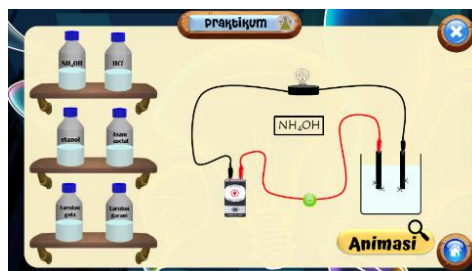 Praktikum
NH4OH
HCl
etanol
Asam
asetat
Larutan
gula
Larutan
garam
NH₄OH
Animasi